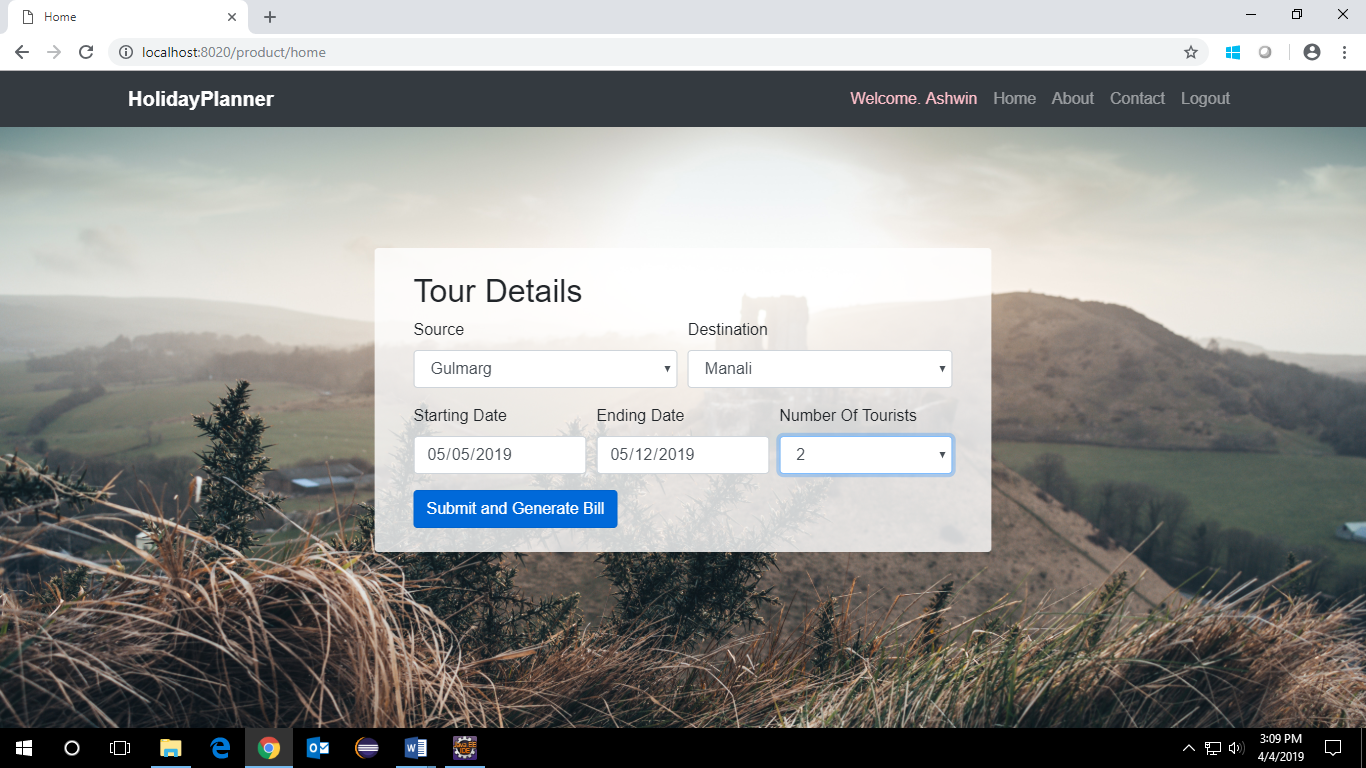 Home
localhost:8020/product/home
HolidayPlanner
Welcome. Ashwin Home About Contact Logout
Tour Details
Source Destination
Gulmarg Manali
Starting Date Ending Date Number Of Tourists
05/05/2019 05/12/2019 2
Submit and Generate Bill
3:09 PM
4/4/2019